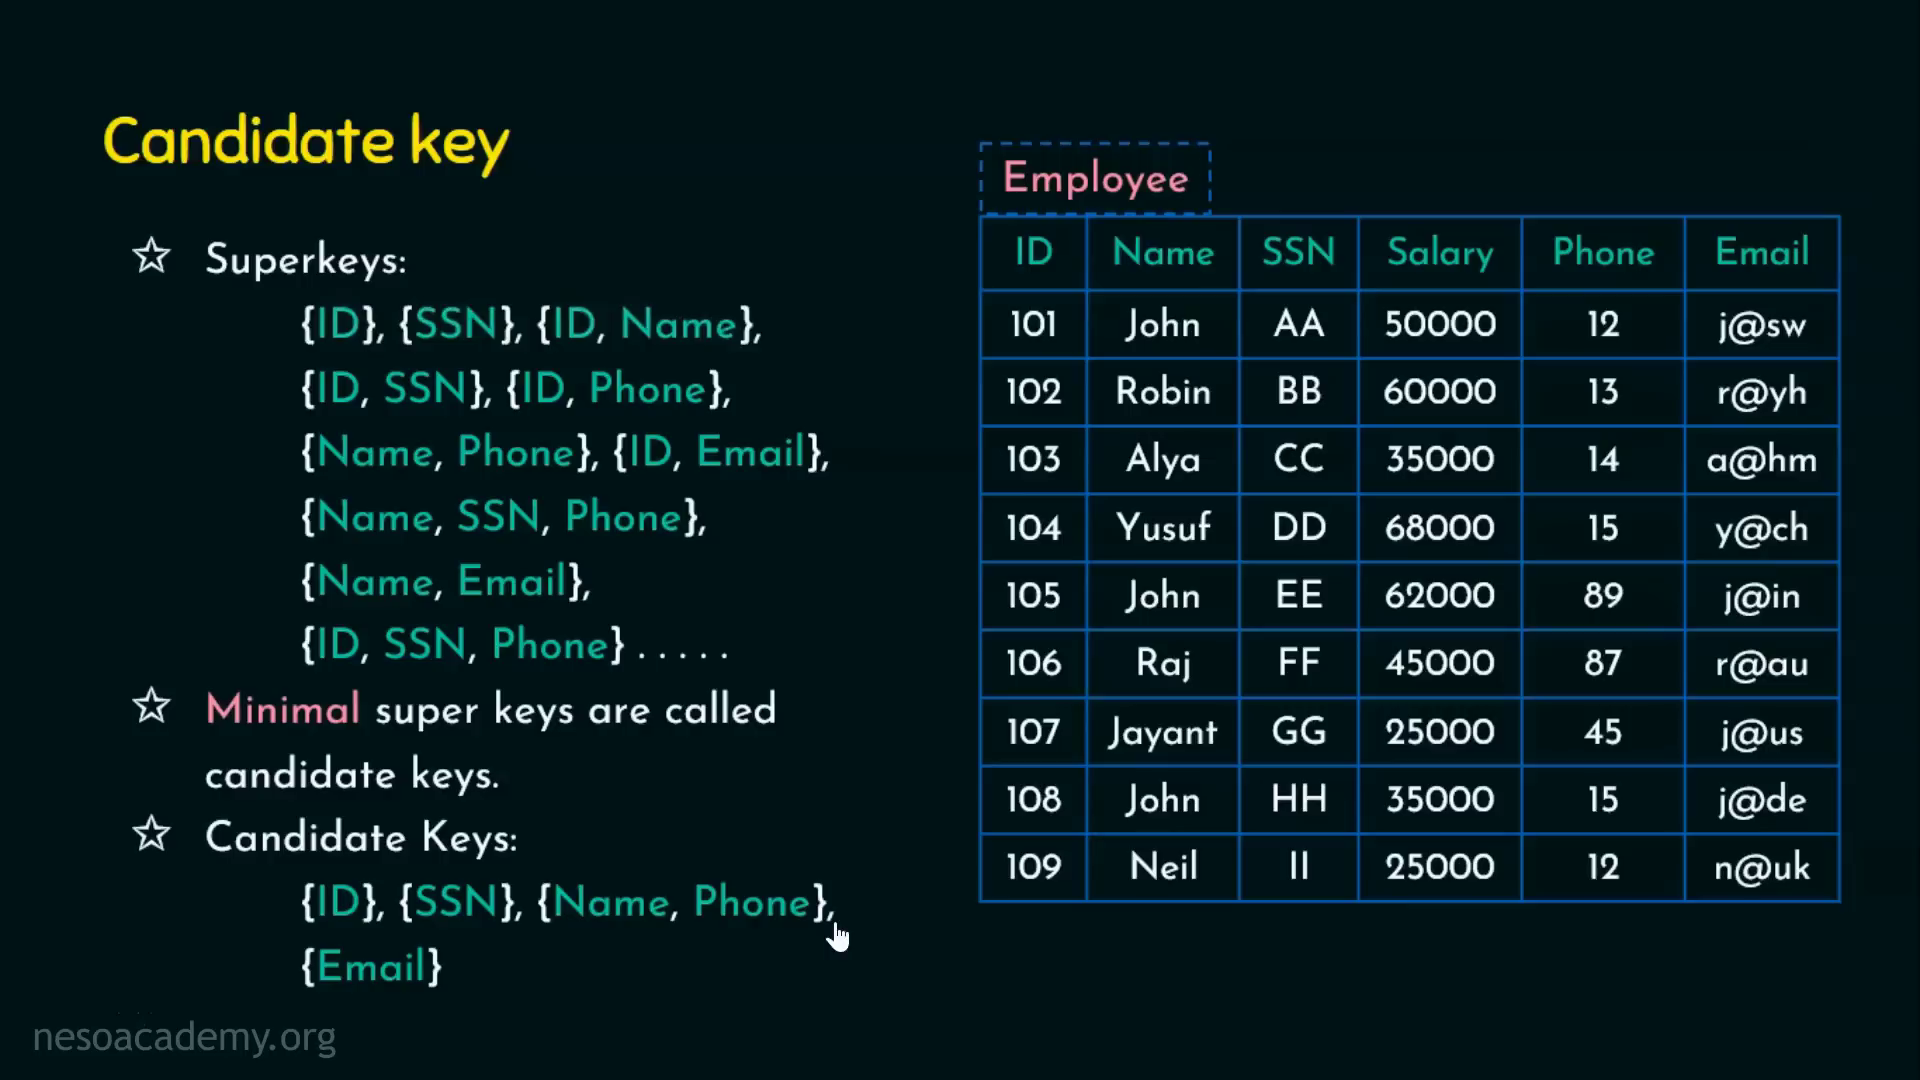 Candidate key
☆ Superkeys:
{ID}, {SSN}, {ID, Name},
{ID, SSN}, {ID, Phone},
{Name, Phone}, {ID, Email},
{Name, SSN, Phone},
{Name, Email},
{ID, SSN, Phone} . . . . .
☆ Minimal super keys are called
candidate keys.
☆ Candidate Keys:
{ID}, {SSN}, {Name, Phone},
{Email}
Employee
ID Name SSN Salary Phone Email
101 John AA 50000 12 j@sw
102 Robin BB 60000 13 r@yh
103 Alya CC 35000 14 a@hm
104 Yusuf DD 68000 15 y@ch
105 John EE 62000 89 j@in
106 Raj FF 45000 87 r@au
107 Jayant GG 25000 45 j@us
108 John HH 35000 15 j@de
109 Neil II 25000 12 n@uk
nesoacademy.org